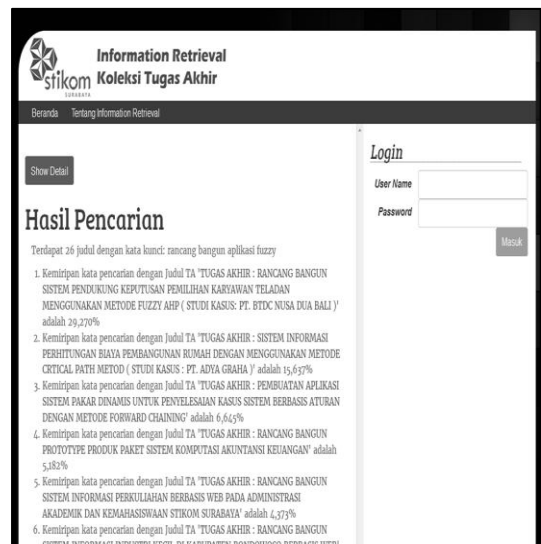 stikom
SURABAYA
Information Retrieval
Koleksi Tugas Akhir
Beranda Tentang Information Retrieval
Show Detail
Hasil Pencarian
Terdapat 26 judul dengan kata kunci: rancang bangun aplikasi fuzzy
1. Kemiripan kata pencarian dengan Judul TA 'TUGAS AKHIR : RANCANG BANGUN
SISTEM PENDUKUNG KEPUTUSAN PEMILIHAN KARYAWAN TELADAN
MENGGUNAKAN METODE FUZZY AHP ( STUDI KASUS: PT. BTDC NUSA DUA BALI )'
adalah 29,270%
2. Kemiripan kata pencarian dengan Judul TA 'TUGAS AKHIR : SISTEM INFORMASI
PERHITUNGAN BIAYA PEMBANGUNAN RUMAH DENGAN MENGGUNAKAN METODE
CRTICAL PATH METOD ( STUDI KASUS : PT. ADYA GRAHA )' adalah 15,637%
3. Kemiripan kata pencarian dengan Judul TA 'TUGAS AKHIR : PEMBUATAN APLIKASI
SISTEM PAKAR DINAMIS UNTUK PENYELESAIAN KASUS SISTEM BERBASIS ATURAN
DENGAN METODE FORWARD CHAINING' adalah 6,645%
4. Kemiripan kata pencarian dengan Judul TA 'TUGAS AKHIR : RANCANG BANGUN
PROTOTYPE PRODUK PAKET SISTEM KOMPUTASI AKUNTANSI KEUANGAN' adalah
5,182%
5. Kemiripan kata pencarian dengan Judul TA 'TUGAS AKHIR : RANCANG BANGUN
SISTEM INFORMASI PERKULIAHAN BERBASIS WEB PADA ADMINISTRASI
AKADEMIK DAN KEMAHASISWAAN STIKOM SURABAYA' adalah 4,373%
6. Kemiripan kata pencarian dengan Judul TA 'TUGAS AKHIR : RANCANG BANGUN
SISTEM INFORMASI INDUSTRI KECIL DI KABUPATEN BONDOWOSO BERBASIS WEB'
Login
User Name
Password
Masuk